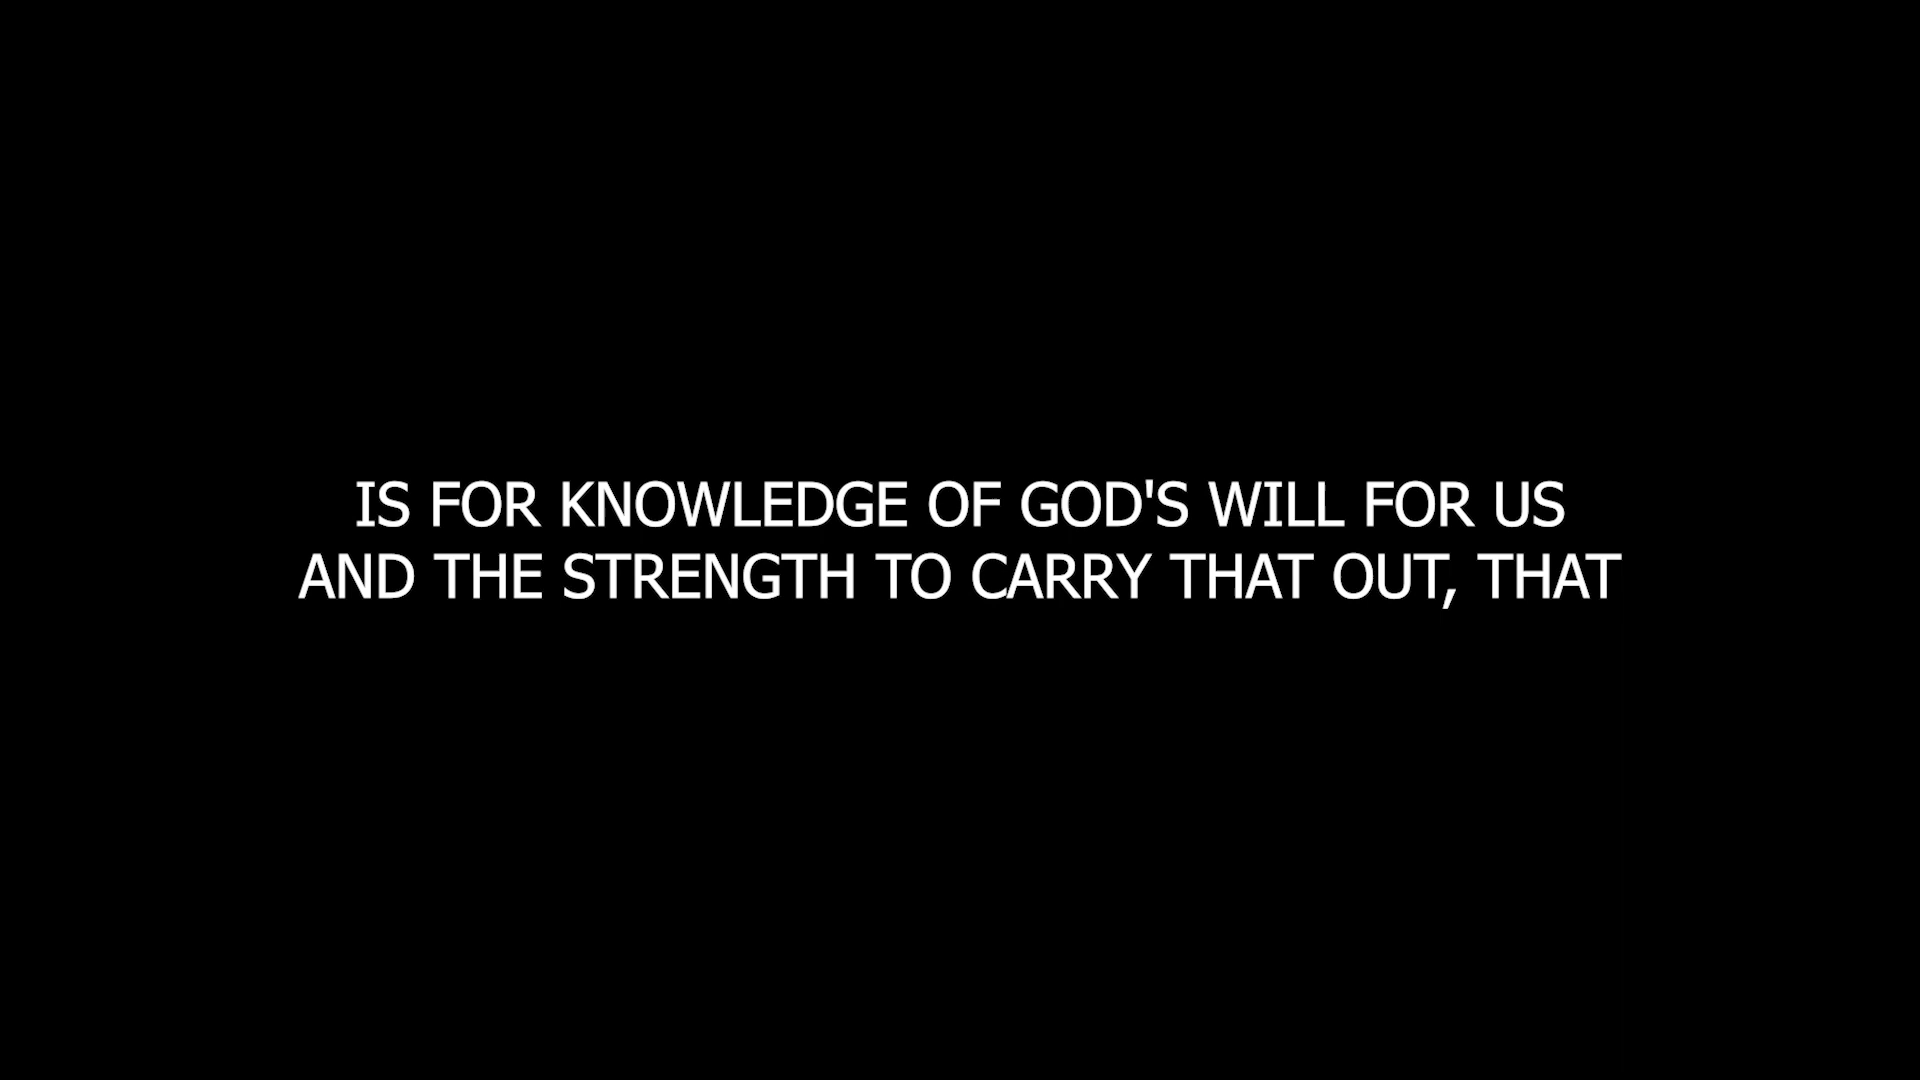 IS FOR KNOWLEDGE OF GOD'S WILL FOR US
AND THE STRENGTH TO CARRY THAT OUT, THAT